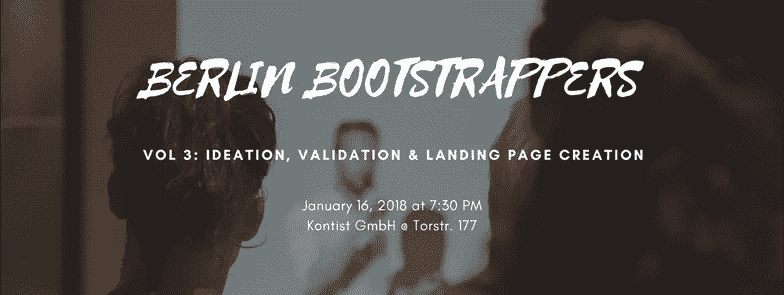 BERLIN BOOTSTRAPPERS
VOL 3: IDEATION, VALIDATION & LANDING PAGE CREATION
January 16, 2018 at 7:30 PM
Kontist GmbH @ Torstr. 177